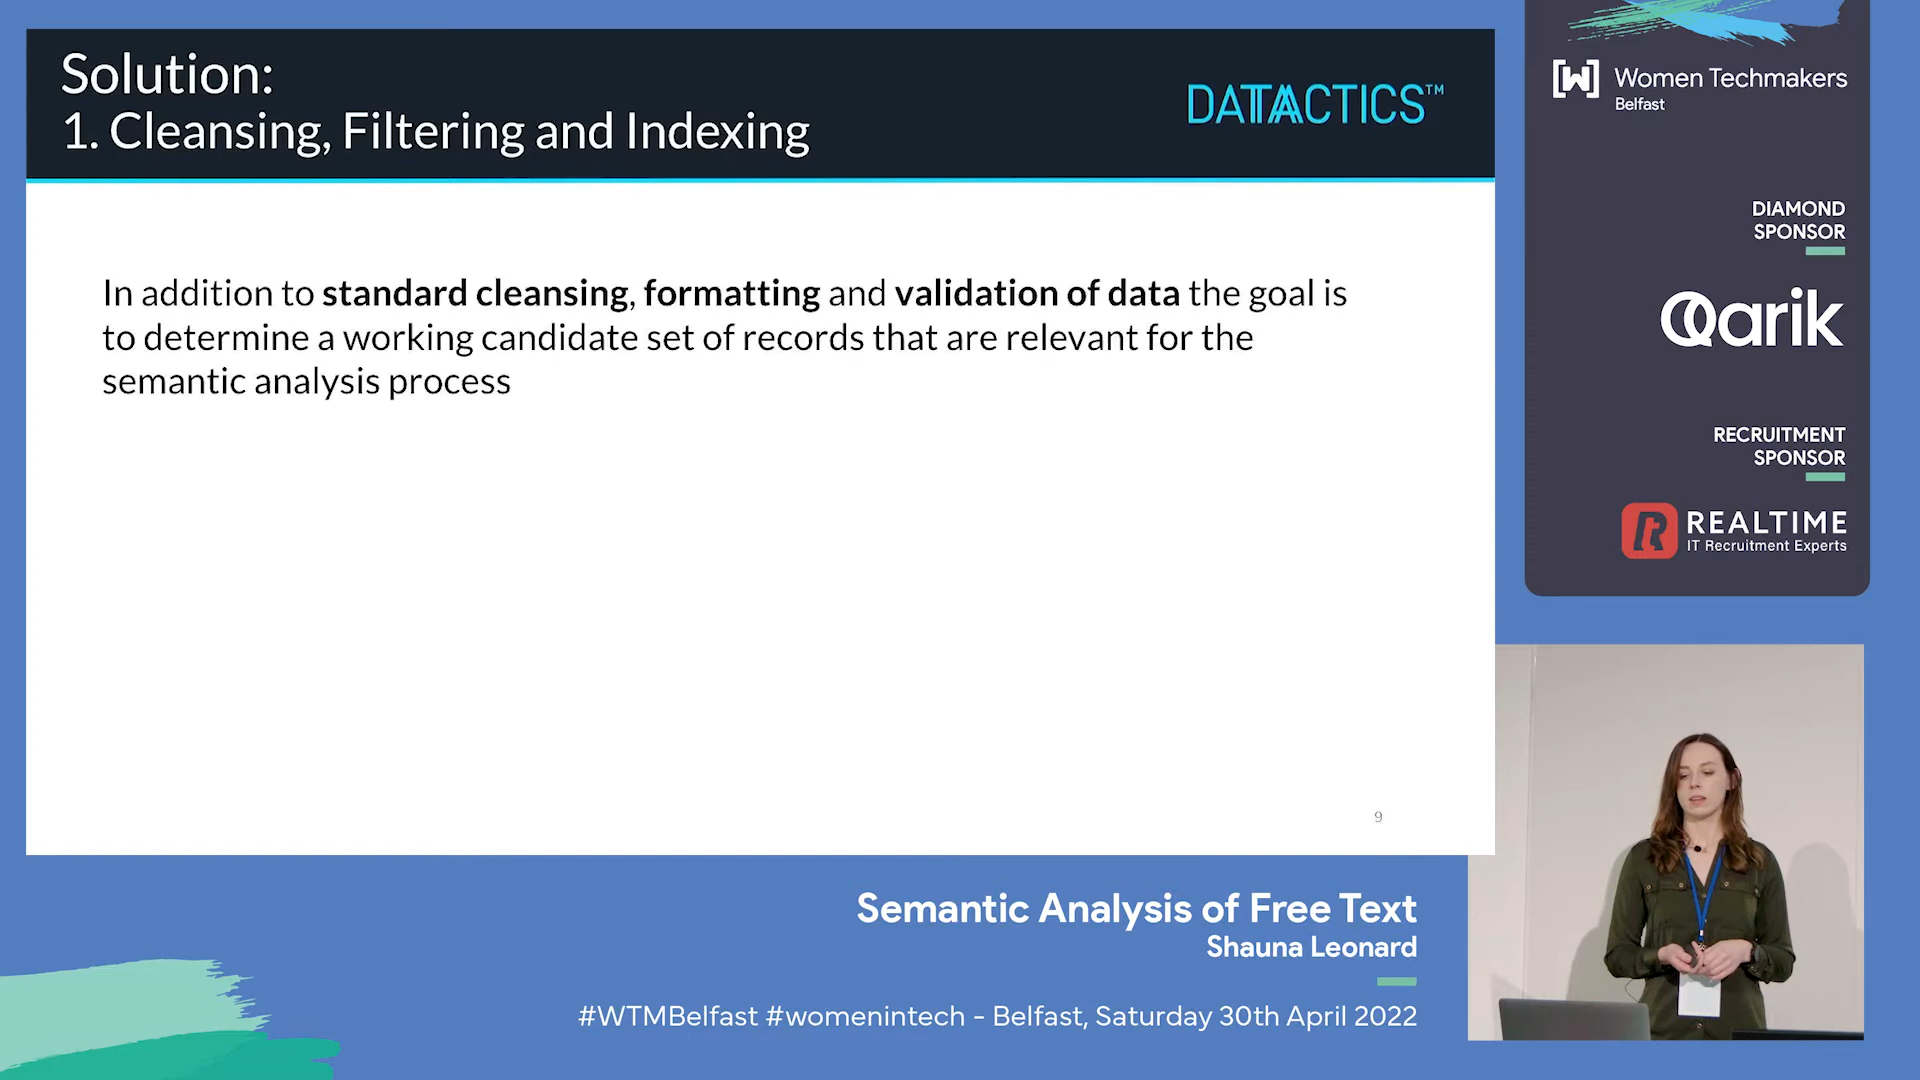 Solution:
1. Cleansing, Filtering and Indexing
DATACTICS™
In addition to standard cleansing, formatting and validation of data the goal is
to determine a working candidate set of records that are relevant for the
semantic analysis process
9
Women Techmakers
Belfast
DIAMOND
SPONSOR
Qarik
RECRUITMENT
SPONSOR
REALTIME
IT Recruitment Experts
Semantic Analysis of Free Text
Shauna Leonard
#WTMBelfast #womenintech - Belfast, Saturday 30th April 2022